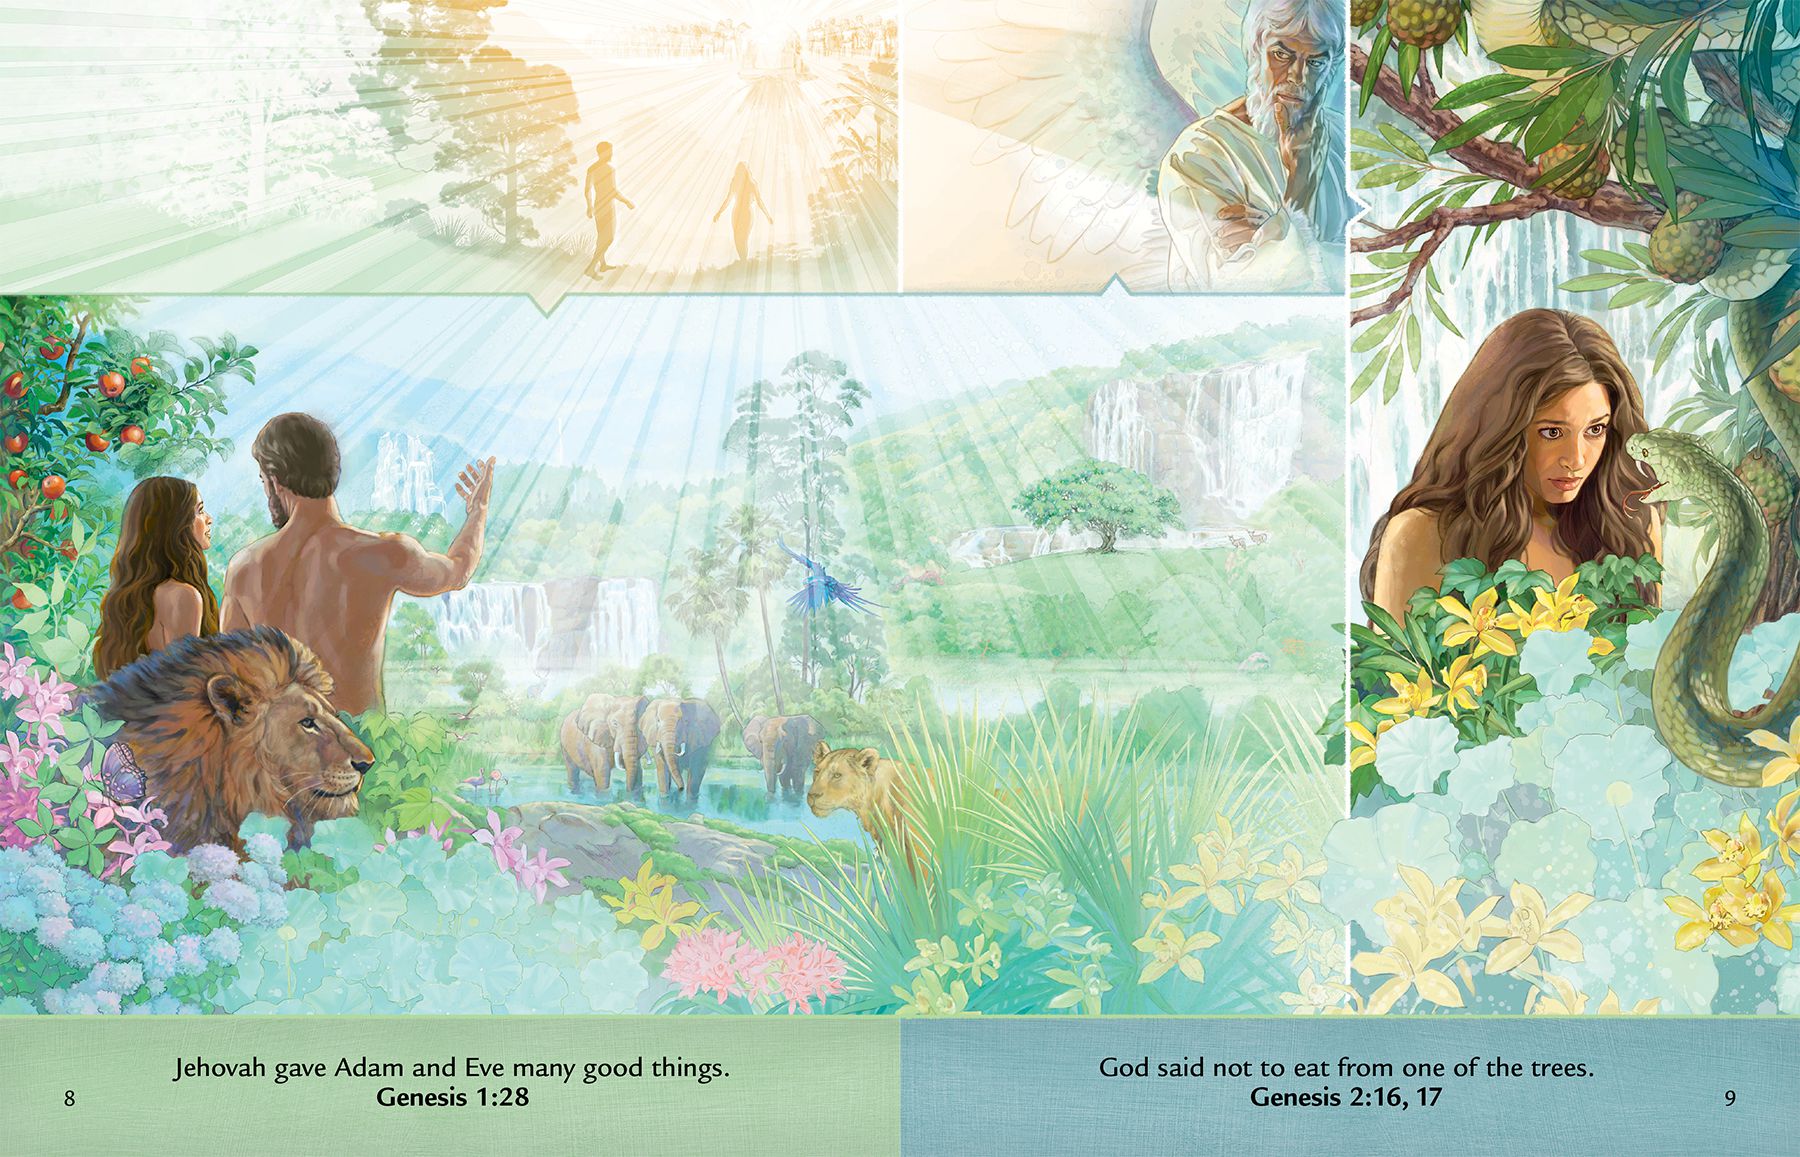 Jehovah gave Adam and Eve many good things.
Genesis 1:28
8
God said not to eat from one of the trees.
Genesis 2:16, 17
9